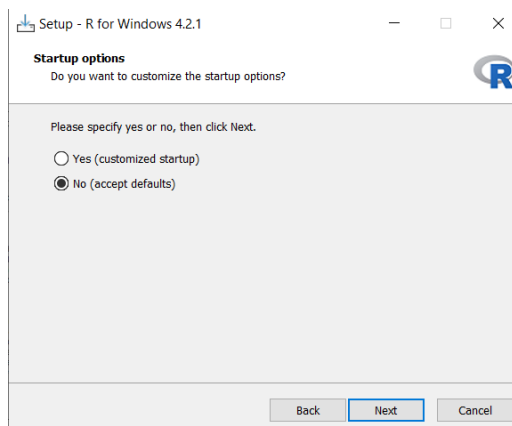 Setup - R for Windows 4.2.1
Startup options
Do you want to customize the startup options?
R
Please specify yes or no, then click Next.
Yes (customized startup)
No (accept defaults)
Back Next Cancel